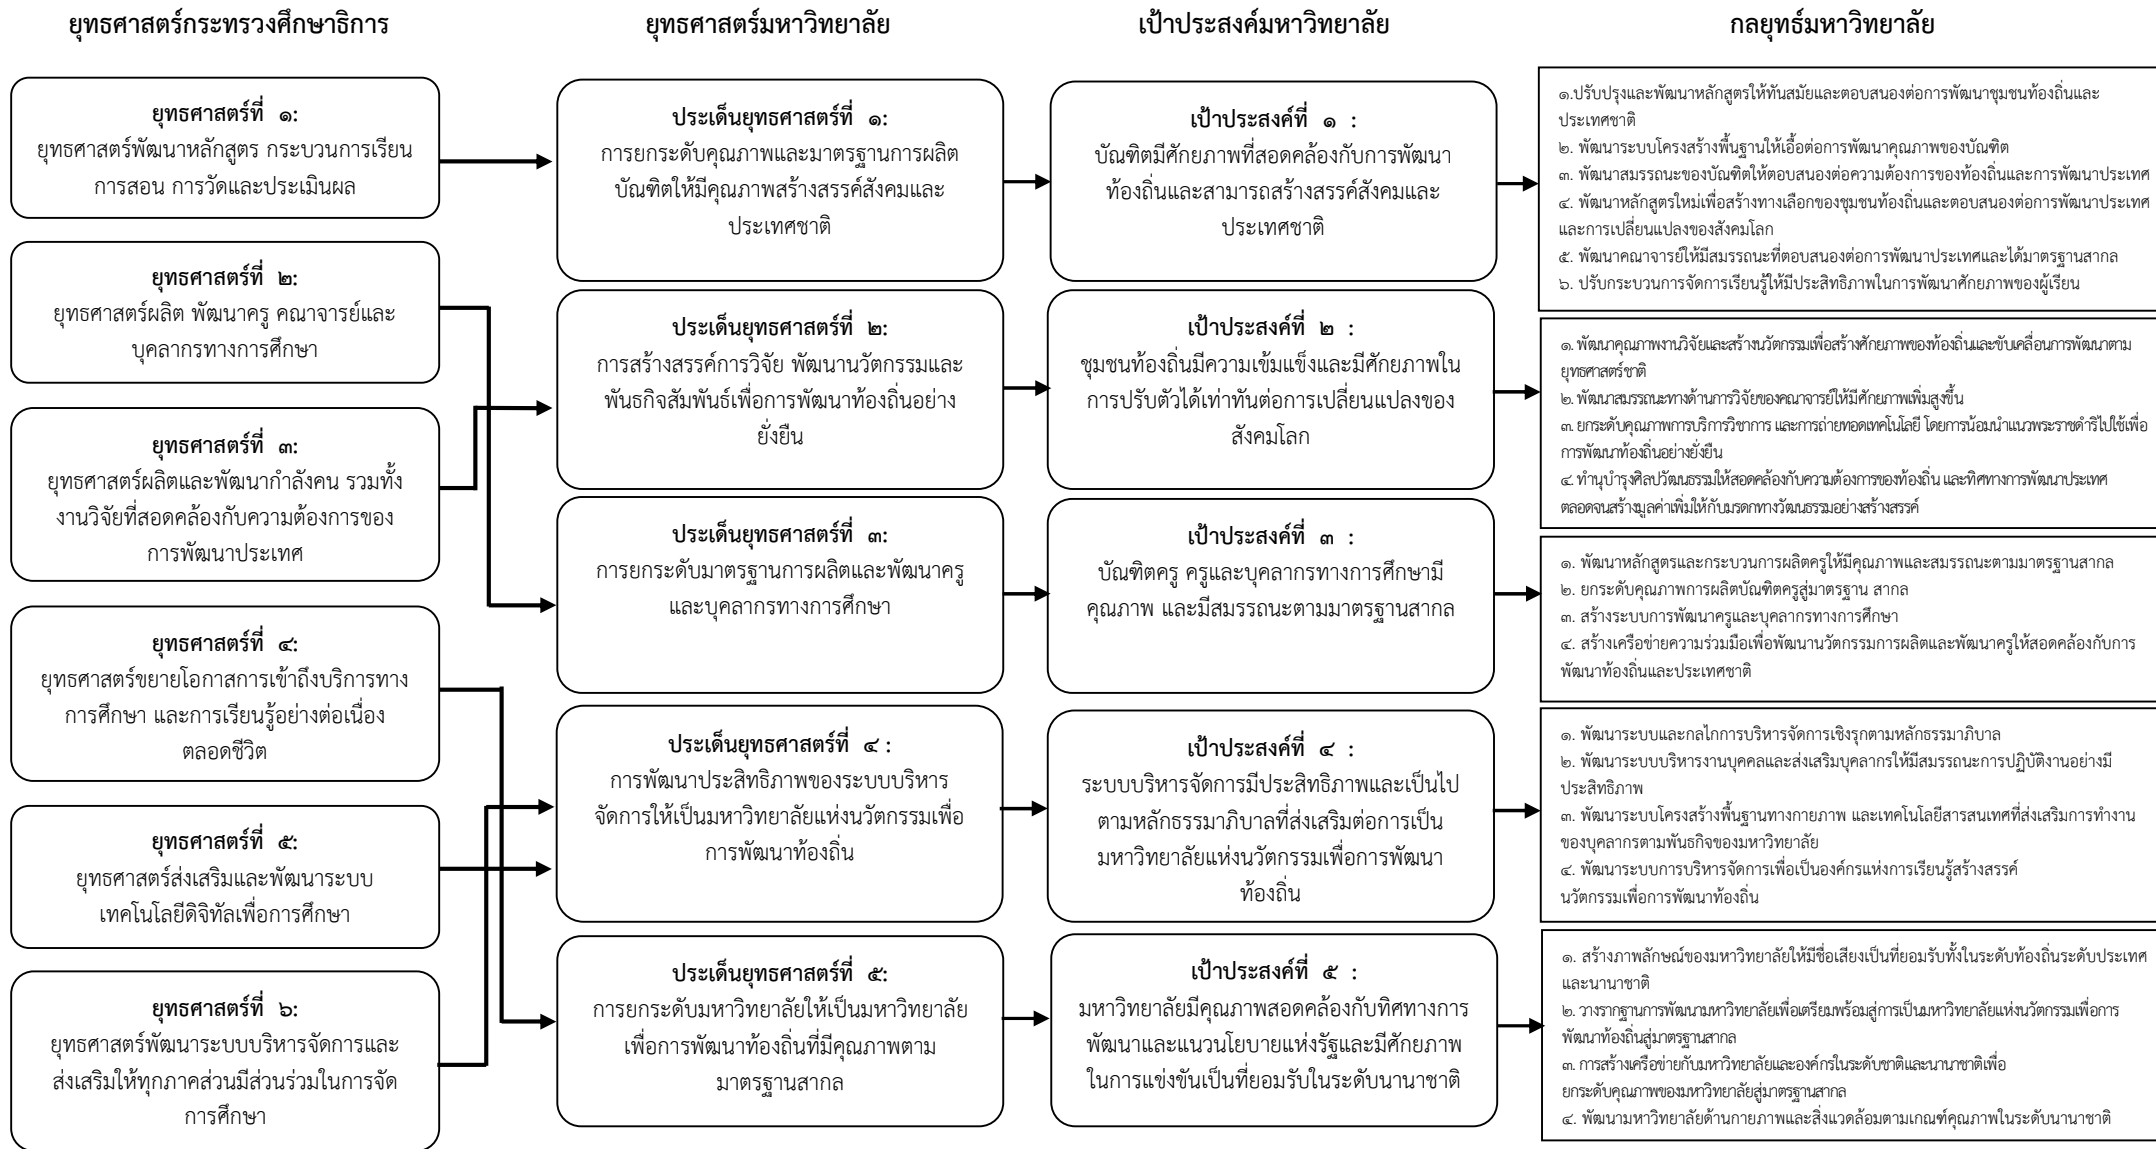 ยุทธศาสตร์กระทรวงศึกษาธิการ
ยุทธศาสตร์มหาวิทยาลัย
เป้าประสงค์มหาวิทยาลัย
กลยุทธ์มหาวิทยาลัย
ยุทธศาสตร์ที่ ๑:
ยุทธศาสตร์พัฒนาหลักสูตร กระบวนการเรียน
การสอน การวัดและประเมินผล
ยุทธศาสตร์ที่ ๒:
ยุทธศาสตร์ผลิต พัฒนาครู คณาจารย์และ
บุคลากรทางการศึกษา
ยุทธศาสตร์ที่ ๓:
ยุทธศาสตร์ผลิตและพัฒนากำลังคน รวมทั้ง
งานวิจัยที่สอดคล้องกับความต้องการของ
การพัฒนาประเทศ
ยุทธศาสตร์ที่ ๔:
ยุทธศาสตร์ขยายโอกาสการเข้าถึงบริการทาง
การศึกษา และการเรียนรู้อย่างต่อเนื่อง
ตลอดชีวิต
ยุทธศาสตร์ที่ ๕:
ยุทธศาสตร์ส่งเสริมและพัฒนาระบบ
เทคโนโลยีดิจิทัลเพื่อการศึกษา
ยุทธศาสตร์ที่ ๖:
ยุทธศาสตร์พัฒนาระบบบริหารจัดการและ
ส่งเสริมให้ทุกภาคส่วนมีส่วนร่วมในการจัด
การศึกษา
ประเด็นยุทธศาสตร์ที่ ๑:
การยกระดับคุณภาพและมาตรฐานการผลิต
บัณฑิตให้มีคุณภาพสร้างสรรค์สังคมและ
ประเทศชาติ
ประเด็นยุทธศาสตร์ที่ ๒:
การสร้างสรรค์การวิจัย พัฒนานวัตกรรมและ
พันธกิจสัมพันธ์เพื่อการพัฒนาท้องถิ่นอย่าง
ยั่งยืน
ประเด็นยุทธศาสตร์ที่ ๓:
การยกระดับมาตรฐานการผลิตและพัฒนาครู
และบุคลากรทางการศึกษา
ประเด็นยุทธศาสตร์ที่ ๔ :
การพัฒนาประสิทธิภาพของระบบบริหาร
จัดการให้เป็นมหาวิทยาลัยแห่งนวัตกรรมเพื่อ
การพัฒนาท้องถิ่น
ประเด็นยุทธศาสตร์ที่ ๕:
การยกระดับมหาวิทยาลัยให้เป็นมหาวิทยาลัย
เพื่อการพัฒนาท้องถิ่นที่มีคุณภาพตาม
มาตรฐานสากล
เป้าประสงค์ที่ ๑ :
บัณฑิตมีศักยภาพที่สอดคล้องกับการพัฒนา
ท้องถิ่นและสามารถสร้างสรรค์สังคมและ
ประเทศชาติ
เป้าประสงค์ที่ ๒ :
ชุมชนท้องถิ่นมีความเข้มแข็งและมีศักยภาพใน
การปรับตัวได้เท่าทันต่อการเปลี่ยนแปลงของ
สังคมโลก
เป้าประสงค์ที่ ๓ :
บัณฑิตครู ครูและบุคลากรทางการศึกษามี
คุณภาพ และมีสมรรถนะตามมาตรฐานสากล
เป้าประสงค์ที่ ๔ :
ระบบบริหารจัดการมีประสิทธิภาพและเป็นไป
ตามหลักธรรมาภิบาลที่ส่งเสริมต่อการเป็น
มหาวิทยาลัยแห่งนวัตกรรมเพื่อการพัฒนา
ท้องถิ่น
เป้าประสงค์ที่ ๕ :
มหาวิทยาลัยมีคุณภาพสอดคล้องกับทิศทางการ
พัฒนาและแนวนโยบายแห่งรัฐและมีศักยภาพ
ในการแข่งขันเป็นที่ยอมรับในระดับนานาชาติ
๑.ปรับปรุงและพัฒนาหลักสูตรให้ทันสมัยและตอบสนองต่อการพัฒนาชุมชนท้องถิ่นและ
ประเทศชาติ
๒. พัฒนาระบบโครงสร้างพื้นฐานให้เอื้อต่อการพัฒนาคุณภาพของบัณฑิต
๓. พัฒนาสมรรถนะของบัณฑิตให้ตอบสนองต่อความต้องการของท้องถิ่นและการพัฒนาประเทศ
๔. พัฒนาหลักสูตรใหม่เพื่อสร้างทางเลือกของชุมชนท้องถิ่นและตอบสนองต่อการพัฒนาประเทศ
และการเปลี่ยนแปลงของสังคมโลก
๕. พัฒนาคณาจารย์ให้มีสมรรถนะที่ตอบสนองต่อการพัฒนาประเทศและได้มาตรฐานสากล
๖. ปรับกระบวนการจัดการเรียนรู้ให้มีประสิทธิภาพในการพัฒนาศักยภาพของผู้เรียน
๑. พัฒนาคุณภาพงานวิจัยและสร้างนวัตกรรมเพื่อสร้างศักยภาพของท้องถิ่นและขับเคลื่อนการพัฒนาตาม
ยุทธศาสตร์ชาติ
๒. พัฒนาสมรรถนะทางด้านการวิจัยของคณาจารย์ให้มีศักยภาพเพิ่มสูงขึ้น
๓. ยกระดับคุณภาพการบริการวิชาการ และการถ่ายทอดเทคโนโลยี โดยการน้อมนำแนวพระราชดำริไปใช้เพื่อ
การพัฒนาท้องถิ่นอย่างยั่งยืน
๔. ทำนุบำรุงศิลปวัฒนธรรมให้สอดคล้องกับความต้องการของท้องถิ่น และทิศทางการพัฒนาประเทศ
ตลอดจนสร้างมูลค่าเพิ่มให้กับมรดกทางวัฒนธรรมอย่างสร้างสรรค์
๑. พัฒนาหลักสูตรและกระบวนการผลิตครูให้มีคุณภาพและสมรรถนะตามมาตรฐานสากล
๒. ยกระดับคุณภาพการผลิตบัณฑิตครูสู่มาตรฐาน สากล
๓. สร้างระบบการพัฒนาครูและบุคลากรทางการศึกษา
๔. สร้างเครือข่ายความร่วมมือเพื่อพัฒนานวัตกรรมการผลิตและพัฒนาครูให้สอดคล้องกับการ
พัฒนาท้องถิ่นและประเทศชาติ
๑. พัฒนาระบบและกลไกการบริหารจัดการเชิงรุกตามหลักธรรมาภิบาล
๒. พัฒนาระบบบริหารงานบุคคลและส่งเสริมบุคลากรให้มีสมรรถนะการปฏิบัติงานอย่างมี
ประสิทธิภาพ
๓. พัฒนาระบบโครงสร้างพื้นฐานทางกายภาพ และเทคโนโลยีสารสนเทศที่ส่งเสริมการทำงาน
ของบุคลากรตามพันธกิจของมหาวิทยาลัย
๔. พัฒนาระบบการบริหารจัดการเพื่อเป็นองค์กรแห่งการเรียนรู้สร้างสรรค์
นวัตกรรมเพื่อการพัฒนาท้องถิ่น
๑. สร้างภาพลักษณ์ของมหาวิทยาลัยให้มีชื่อเสียงเป็นที่ยอมรับทั้งในระดับท้องถิ่นระดับประเทศ
และนานาชาติ
๒. วางรากฐานการพัฒนามหาวิทยาลัยเพื่อเตรียมพร้อมสู่การเป็นมหาวิทยาลัยแห่งนวัตกรรมเพื่อการ
พัฒนาท้องถิ่นสู่มาตรฐานสากล
๓. การสร้างเครือข่ายกับมหาวิทยาลัยและองค์กรในระดับชาติและนานาชาติเพื่อ
ยกระดับคุณภาพของมหาวิทยาลัยสู่มาตรฐานสากล
๔. พัฒนามหาวิทยาลัยด้านกายภาพและสิ่งแวดล้อมตามเกณฑ์คุณภาพในระดับนานาชาติ